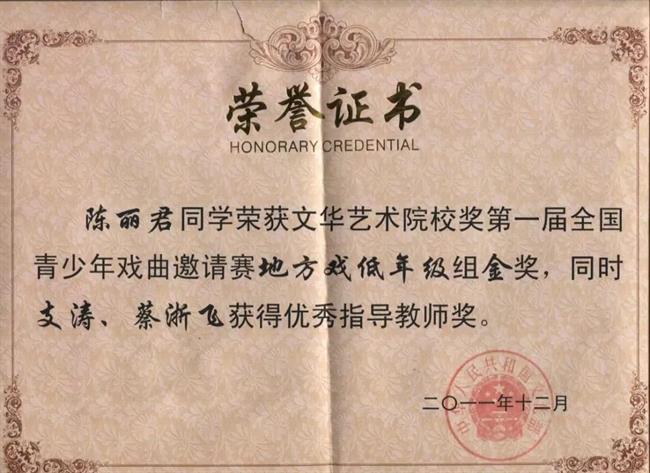 荣誉证书
HONORARY CREDENTIAL
陈丽君同学荣获文华艺术院校奖第一届全国
青少年戏曲邀请赛地方戏低年级组金奖，同时
支涛、蔡浙飞获得优秀指导教师奖。
二〇一一年十二月